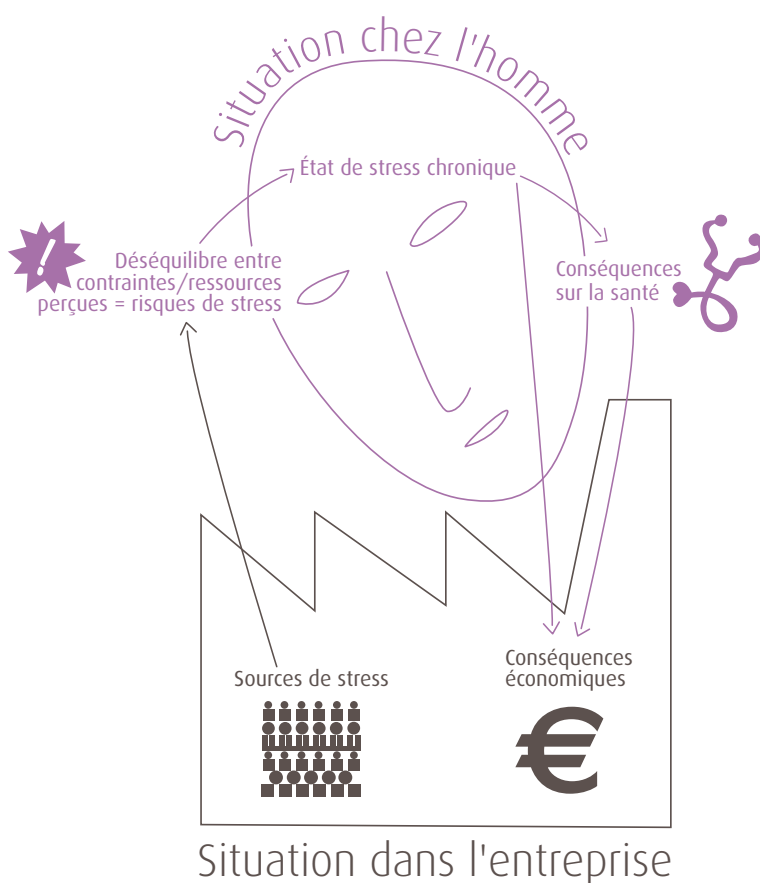 Situation chez l'homme
État de stress chronique
Déséquilibre entre
contraintes/ressources
perçues = risques de stress
Conséquences
sur la santé
Sources de stress
Conséquences
économiques
Situation dans l'entreprise